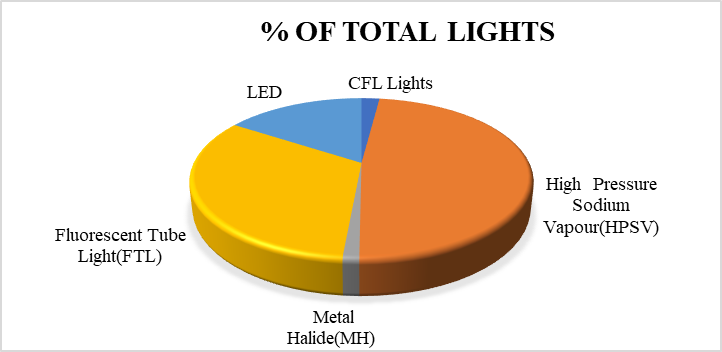 % OF TOTAL LIGHTS
CFL Lights
LED
High Pressure
Sodium
Vapour(HPSV)
Fluorescent Tube
Light(FTL)
Metal
Halide(MH)